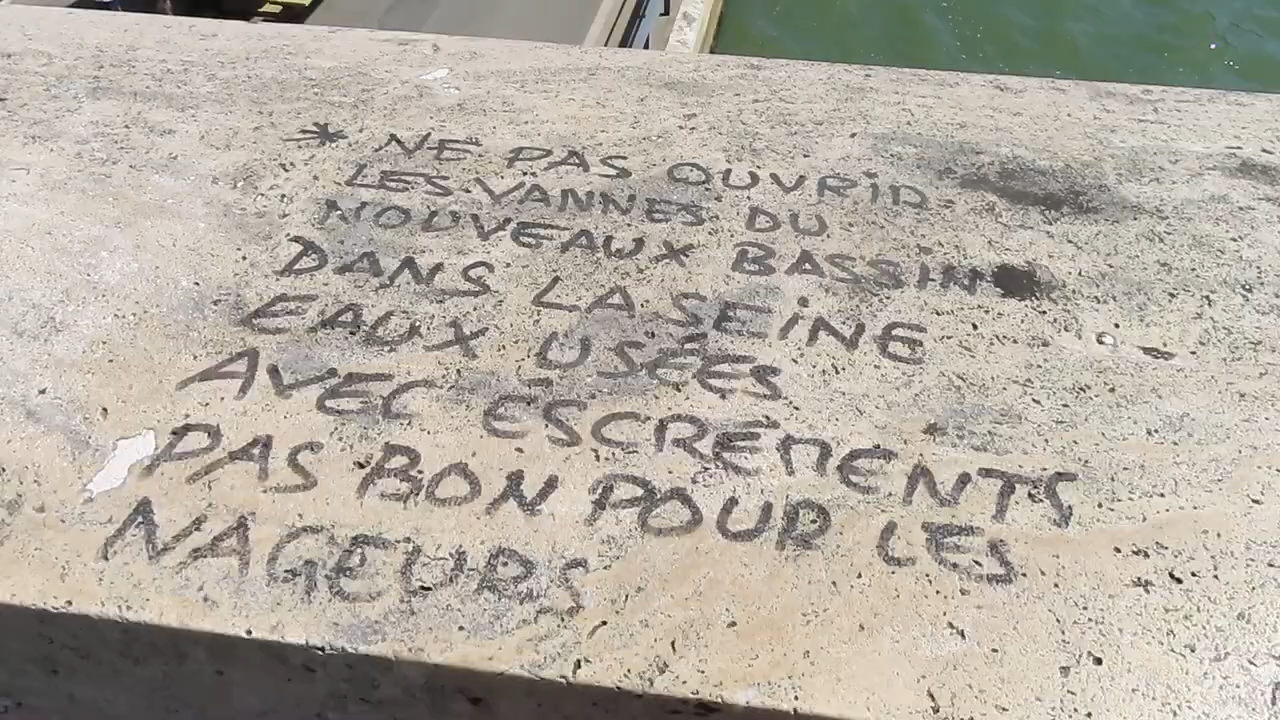 * NE PAS OUVRiR
LES VANNES DU
NOUVEAUX BASSiN
DANS LA SEiNE
EAUX USÉES
AVEC ESCREMENTS
PAS BON POUR LES
NAGEURS